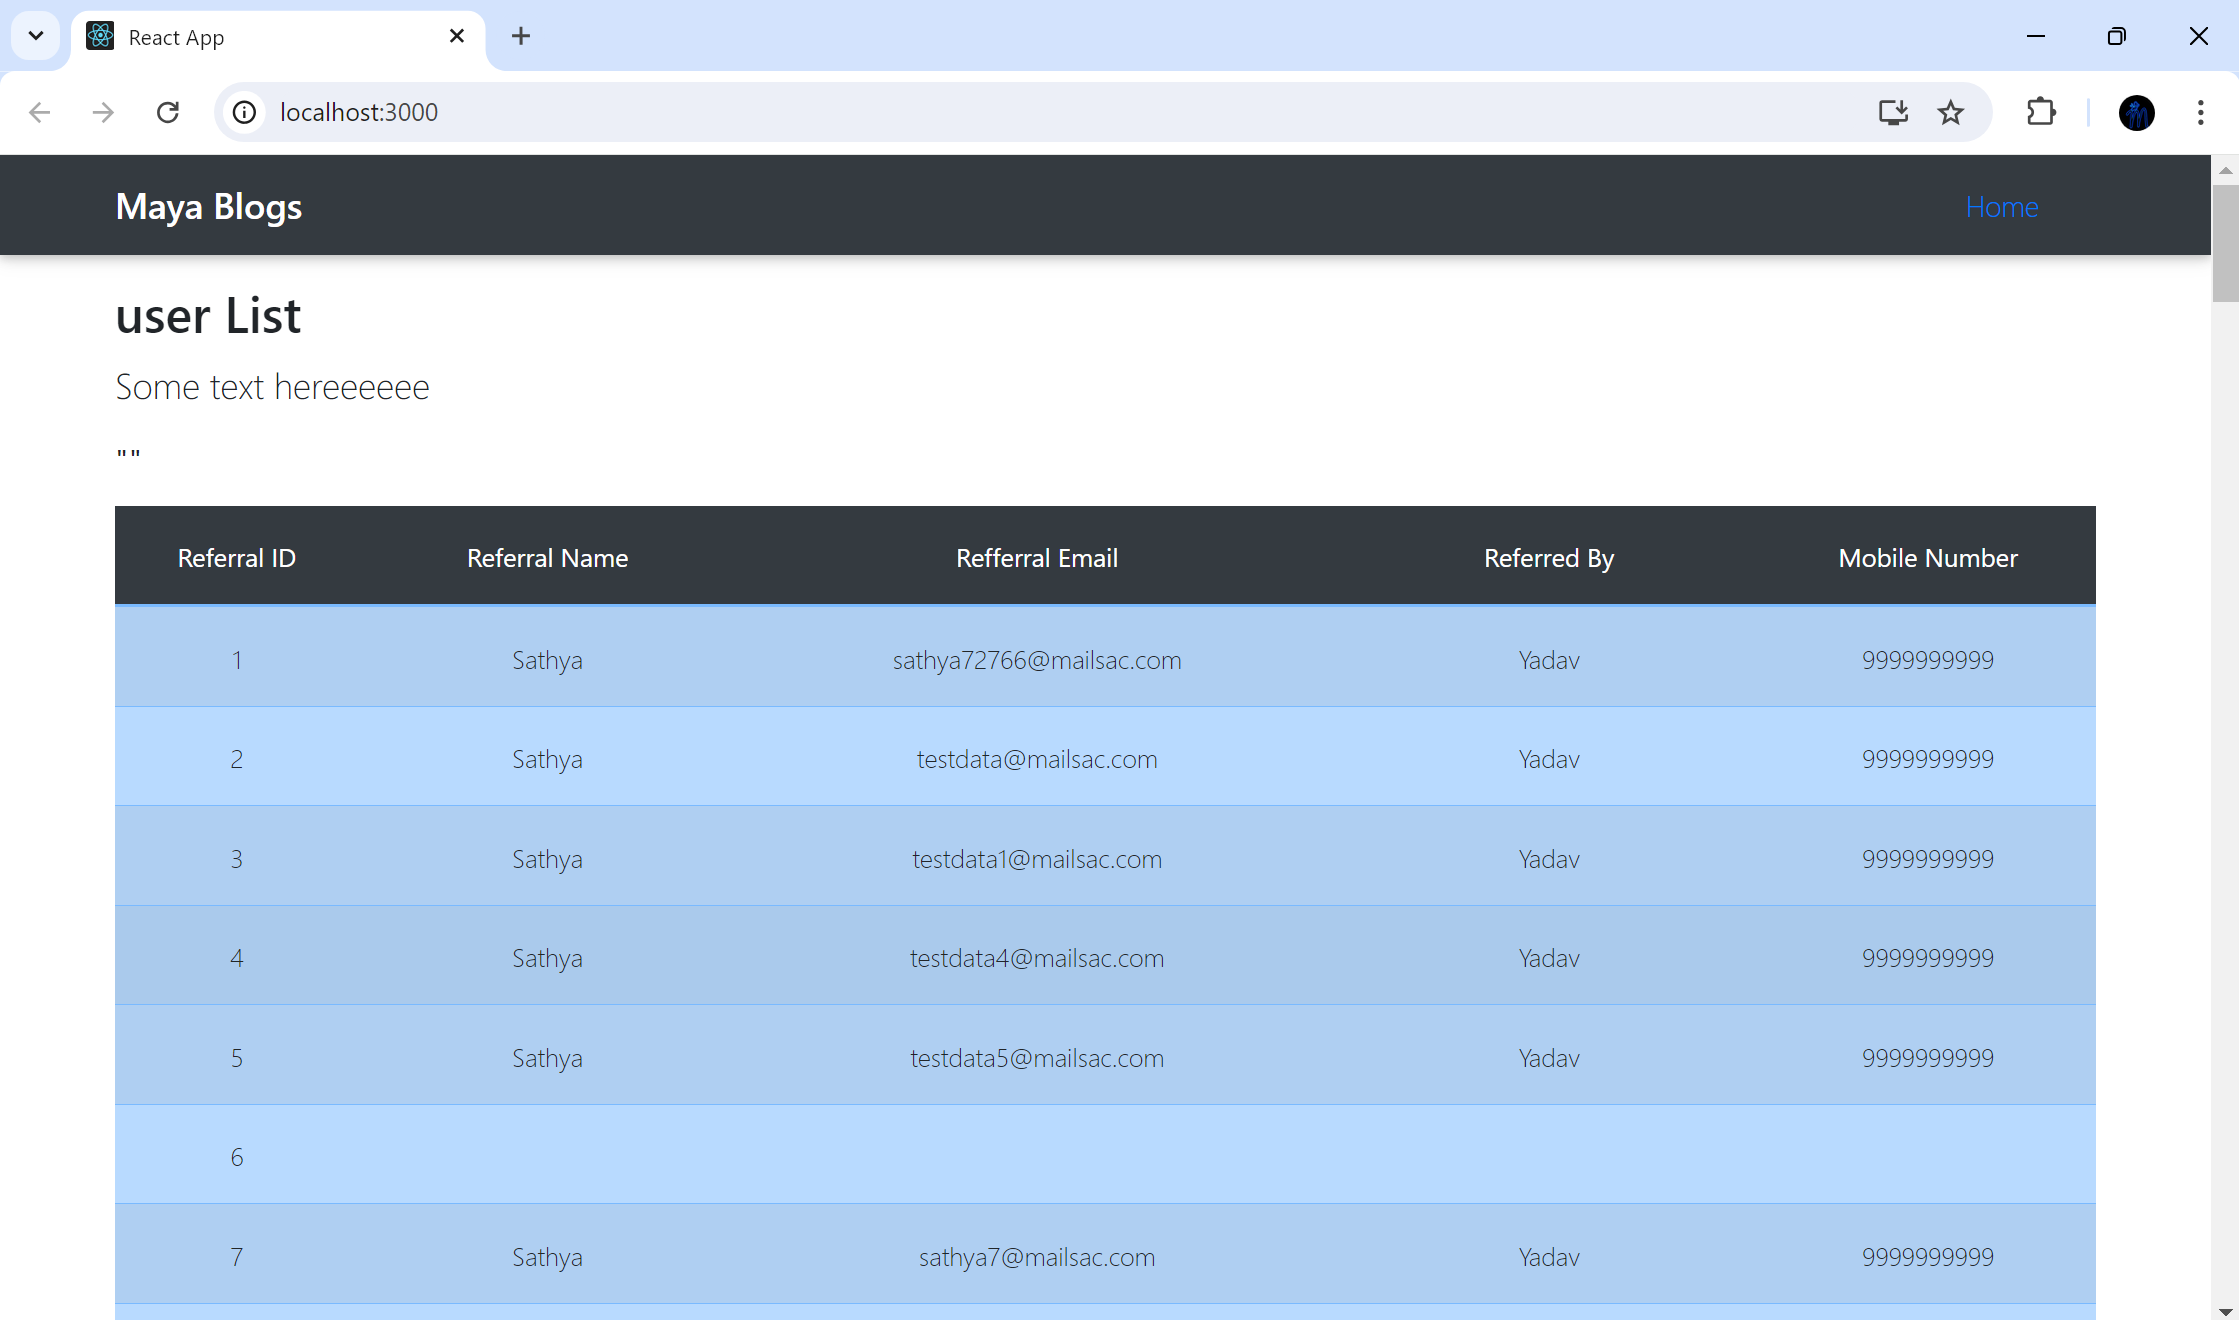 React App
localhost:3000
Maya Blogs Home
user List
Some text hereeeeee
""
Referral ID Referral Name Refferral Email Referred By Mobile Number
1 Sathya sathya72766@mailsac.com Yadav 9999999999
2 Sathya testdata@mailsac.com Yadav 9999999999
3 Sathya testdata1@mailsac.com Yadav 9999999999
4 Sathya testdata4@mailsac.com Yadav 9999999999
5 Sathya testdata5@mailsac.com Yadav 9999999999
6
7 Sathya sathya7@mailsac.com Yadav 9999999999